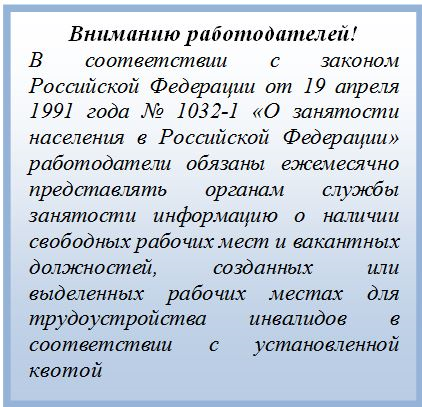 Вниманию работодателей!
В соответствии с законом
Российской Федерации от 19 апреля
1991 года № 1032-1 «О занятости
населения в Российской Федерации»
работодатели обязаны ежемесячно
представлять органам службы
занятости информацию о наличии
свободных рабочих мест и вакантных
должностей, созданных или
выделенных рабочих местах для
трудоустройства инвалидов в
соответствии с установленной
квотой